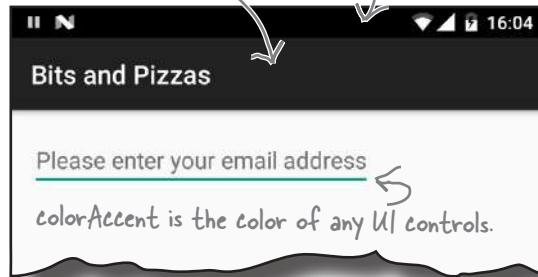 16:04
Bits and Pizzas
Please enter your email address
colorAccent is the color of any UI controls.